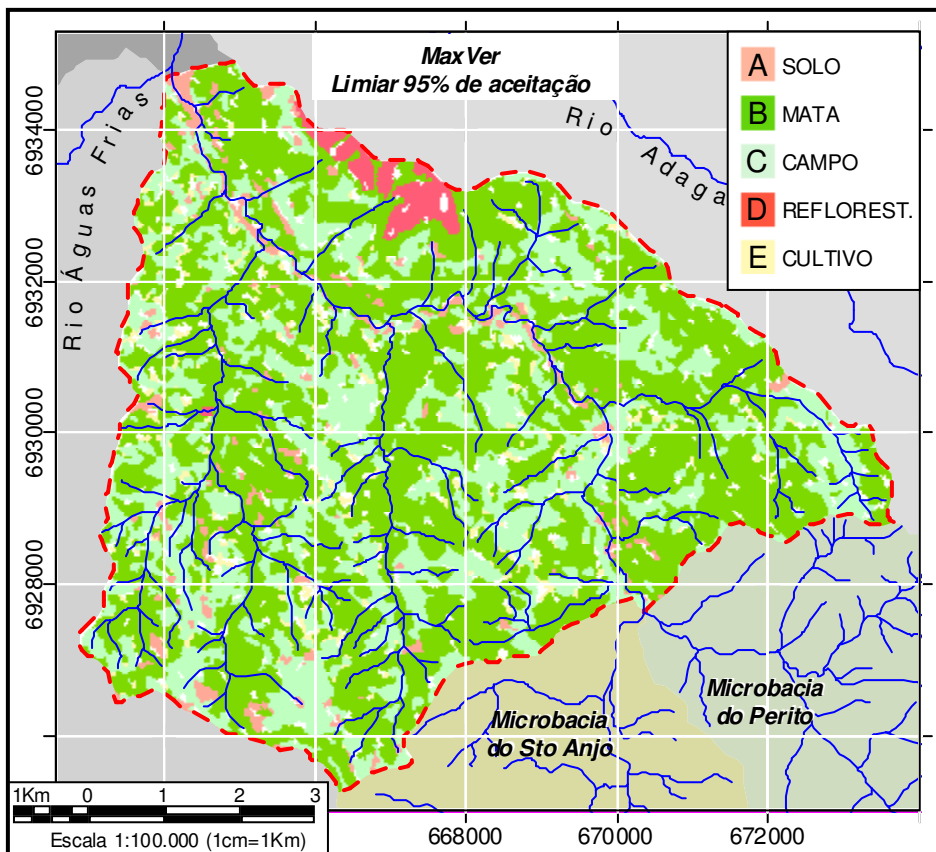 MaxVer
Limiar 95% de aceitação
A SOLO
B MATA
C CAMPO
D REFLOREST.
E CULTIVO
Rio Águas Frias
Rio Adaga
6934000
6932000
6930000
6928000
Microbacia
do Perito
Microbacia
do Sto Anjo
1Km 0 1 2 3
Escala 1:100.000 (1cm=1Km)
668000 670000 672000